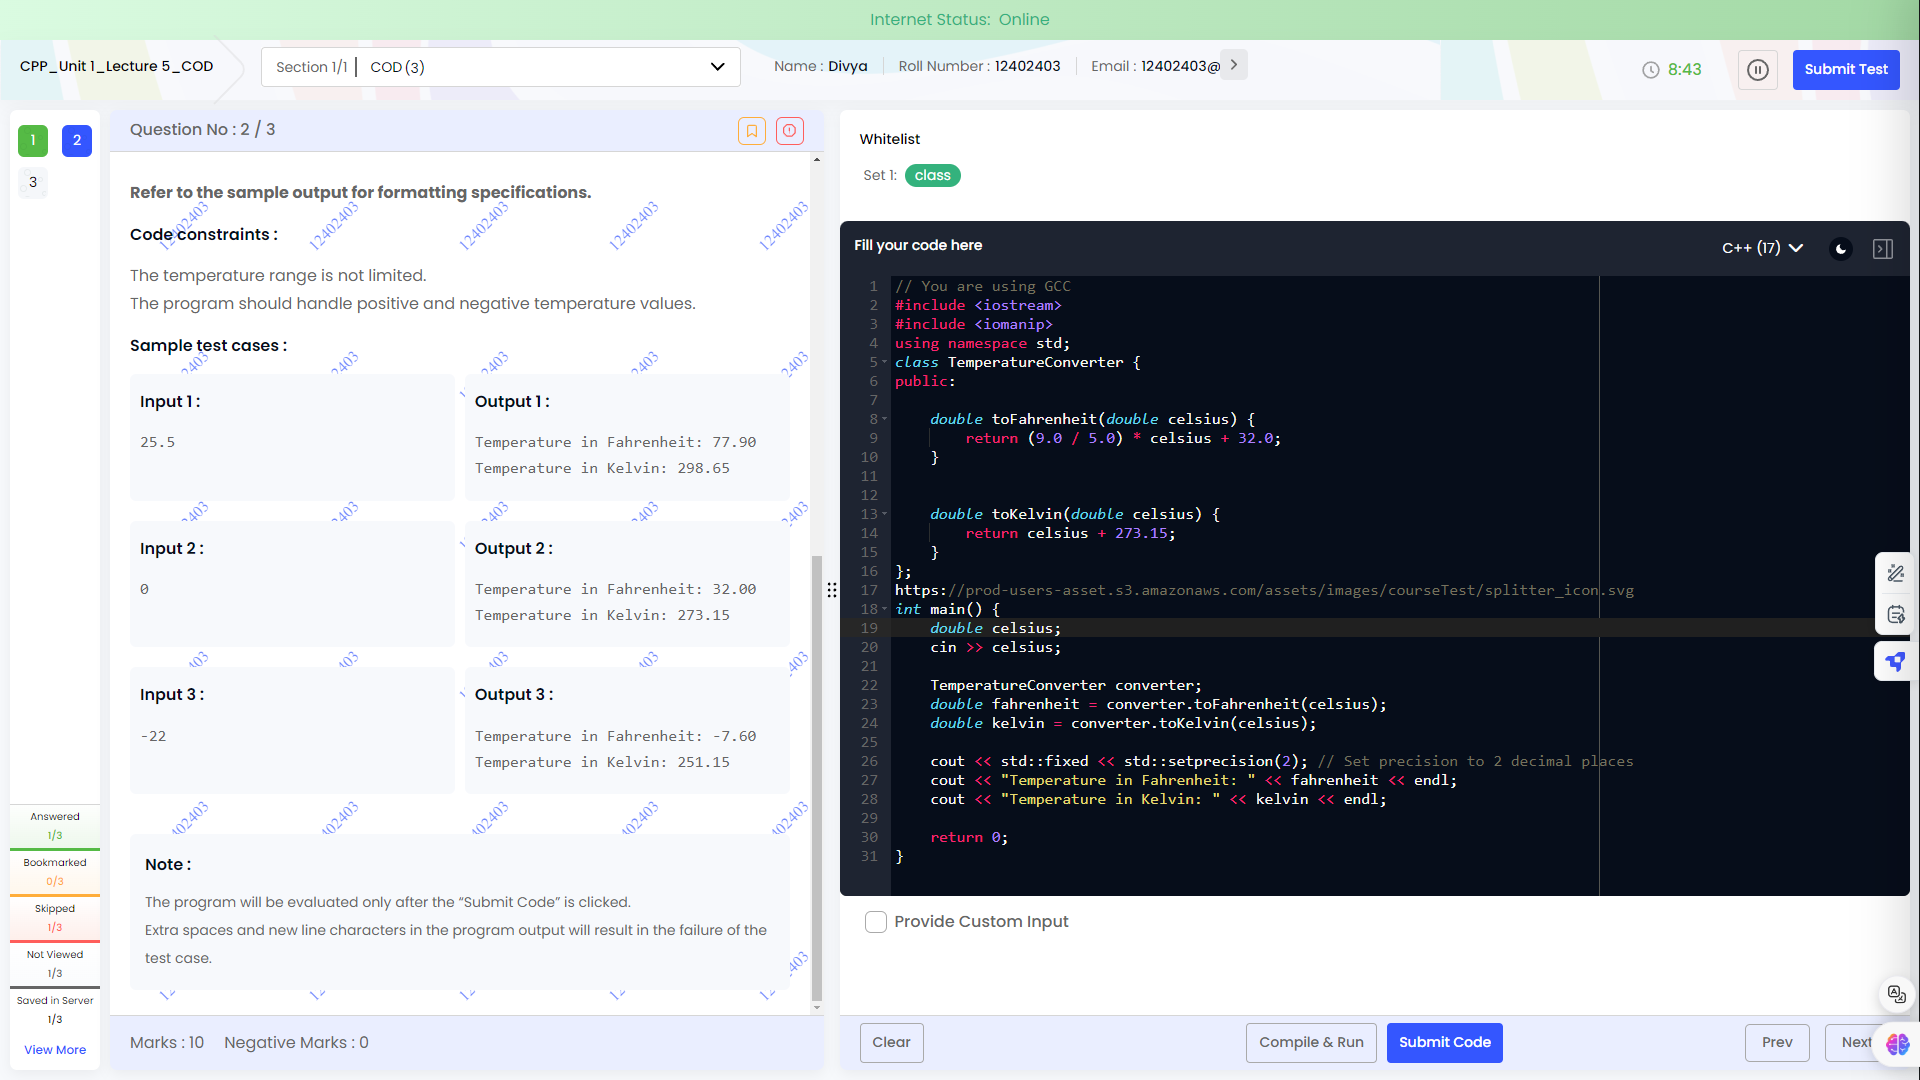 Internet Status: Online
CPP_Unit 1_Lecture 5_COD
Section 1/1 | COD (3)
Name : Divya
Roll Number : 12402403
Email : 12402403@
8:43
Submit Test
1
2
3
Question No : 2 / 3
Refer to the sample output for formatting specifications.
12402403 12402403 12402403 12402403 12402403
Code constraints :
The temperature range is not limited.
The program should handle positive and negative temperature values.
Sample test cases :
Input 1 :
25.5
Output 1 :
Temperature in Fahrenheit: 77.90
Temperature in Kelvin: 298.65
Input 2 :
0
Output 2 :
Temperature in Fahrenheit: 32.00
Temperature in Kelvin: 273.15
Input 3 :
-22
Output 3 :
Temperature in Fahrenheit: -7.60
Temperature in Kelvin: 251.15
Note :
The program will be evaluated only after the “Submit Code” is clicked.
Extra spaces and new line characters in the program output will result in the failure of the
test case.
Marks : 10 Negative Marks : 0
Answered
1/3
Bookmarked
0/3
Skipped
1/3
Not Viewed
1/3
Saved in Server
1/3
View More
Whitelist
Set 1: class
Fill your code here
C++ (17)
1 // You are using GCC
2 #include <iostream>
3 #include <iomanip>
4 using namespace std;
5 class TemperatureConverter {
6 public:
7
8 double toFahrenheit(double celsius) {
9 return (9.0 / 5.0) * celsius + 32.0;
10 }
11
12
13 double toKelvin(double celsius) {
14 return celsius + 273.15;
15 }
16 };
17 https://prod-users-asset.s3.amazonaws.com/assets/images/courseTest/splitter_icon.svg
18 int main() {
19 double celsius;
20 cin >> celsius;
21
22 TemperatureConverter converter;
23 double fahrenheit = converter.toFahrenheit(celsius);
24 double kelvin = converter.toKelvin(celsius);
25
26 cout << std::fixed << std::setprecision(2); // Set precision to 2 decimal places
27 cout << "Temperature in Fahrenheit: " << fahrenheit << endl;
28 cout << "Temperature in Kelvin: " << kelvin << endl;
29
30 return 0;
31 }
Provide Custom Input
Clear
Compile & Run
Submit Code
Prev
Next